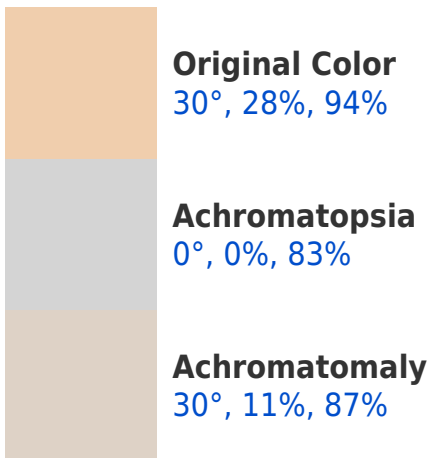 Original Color
30°, 28%, 94%
Achromatopsia
0°, 0%, 83%
Achromatomaly
30°, 11%, 87%